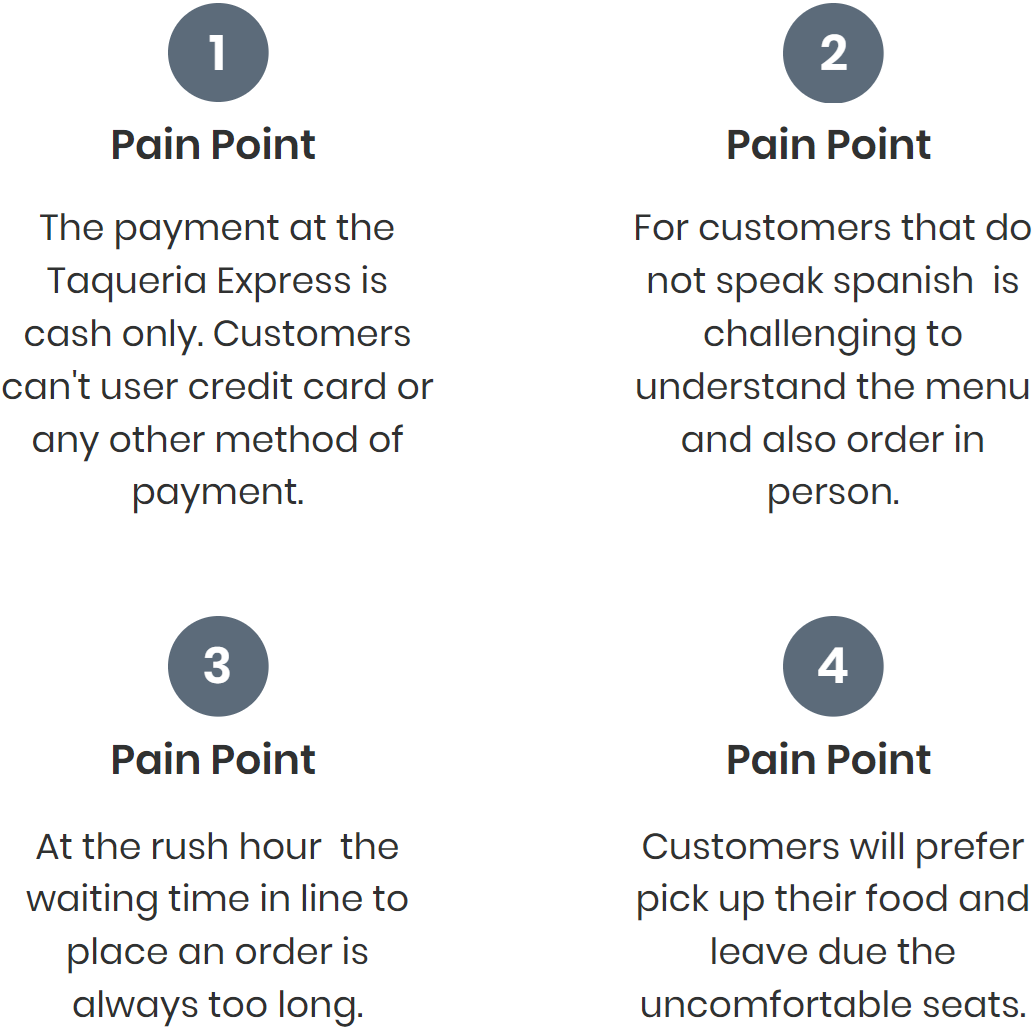 1
Pain Point
The payment at the
Taqueria Express is
cash only. Customers
can't user credit card or
any other method of
payment.
2
Pain Point
For customers that do
not speak spanish  is
challenging to
understand the menu
and also order in
person.
3
Pain Point
At the rush hour  the
waiting time in line to
place an order is
always too long.
4
Pain Point
Customers will prefer
pick up their food and
leave due the
uncomfortable seats.